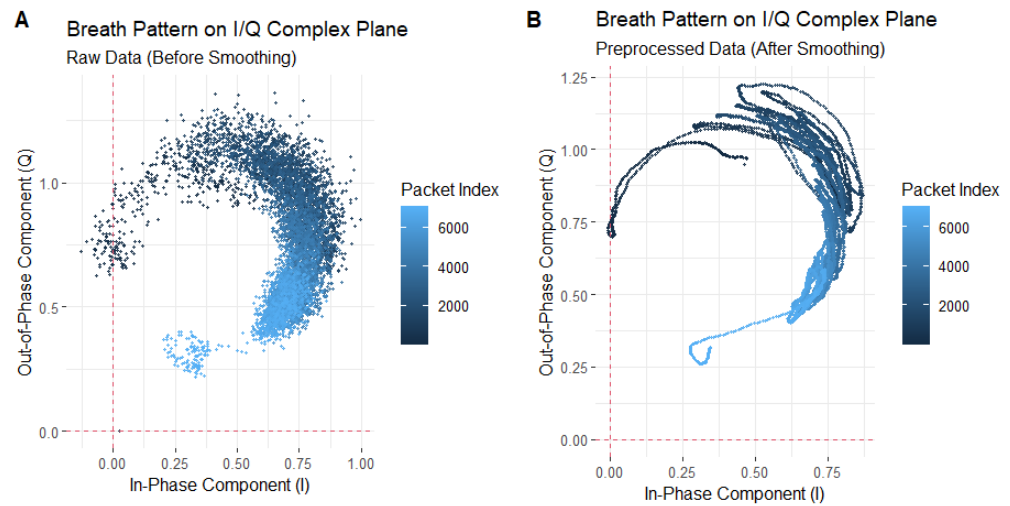 A
Breath Pattern on I/Q Complex Plane
Raw Data (Before Smoothing)
Out-of-Phase Component (Q)
1.0
0.5
0.0
0.00 0.25 0.50 0.75 1.00
In-Phase Component (I)
Packet Index
6000
4000
2000
B
Breath Pattern on I/Q Complex Plane
Preprocessed Data (After Smoothing)
Out-of-Phase Component (Q)
1.25
1.00
0.75
0.50
0.25
0.00
0.00 0.25 0.50 0.75
In-Phase Component (I)
Packet Index
6000
4000
2000